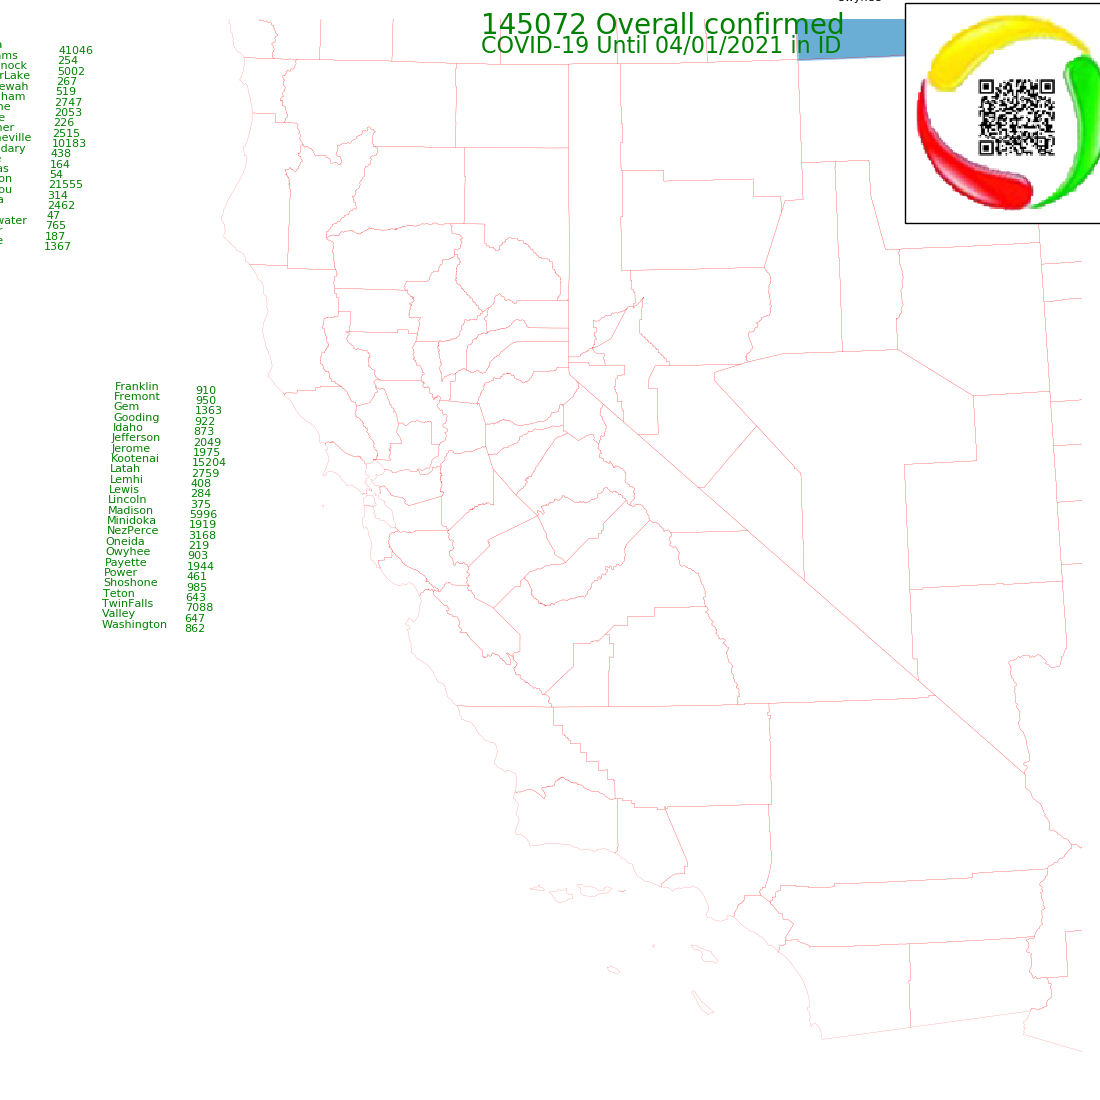 Owyhee
145072 Overall confirmed
COVID-19 Until 04/01/2021 in ID
a 41046
ms 254
nock 5002
rLake 267
ewah 519
ham 2747
ne 2053
e 226
ner 2515
neville 10183
dary 438
e 164
as 54
on 21555
ou 314
a 2462
47
water 765
r 187
e 1367
Franklin 910
Fremont 950
Gem 1363
Gooding 922
Idaho 873
Jefferson 2049
Jerome 1975
Kootenai 15204
Latah 2759
Lemhi 408
Lewis 284
Lincoln 375
Madison 5996
Minidoka 1919
NezPerce 3168
Oneida 219
Owyhee 903
Payette 1944
Power 461
Shoshone 985
Teton 643
TwinFalls 7088
Valley 647
Washington 862